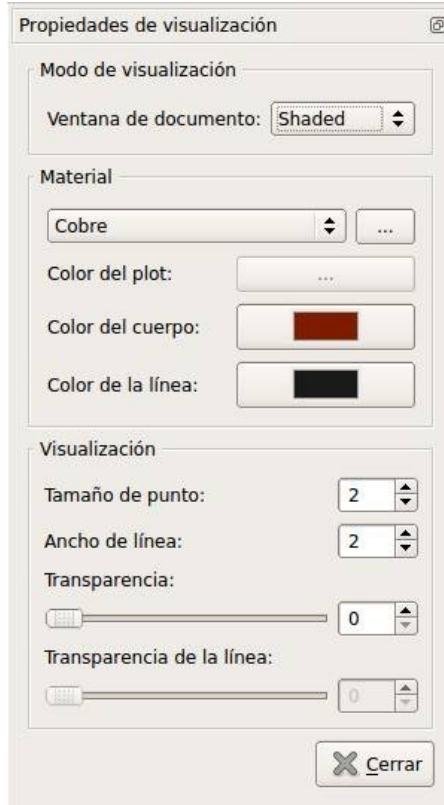 Propiedades de visualización
Modo de visualización
Ventana de documento: Shaded
Material
Cobre ...
Color del plot: ...
Color del cuerpo:
Color de la línea:
Visualización
Tamaño de punto: 2
Ancho de línea: 2
Transparencia:
0
Transparencia de la línea:
0
Cerrar